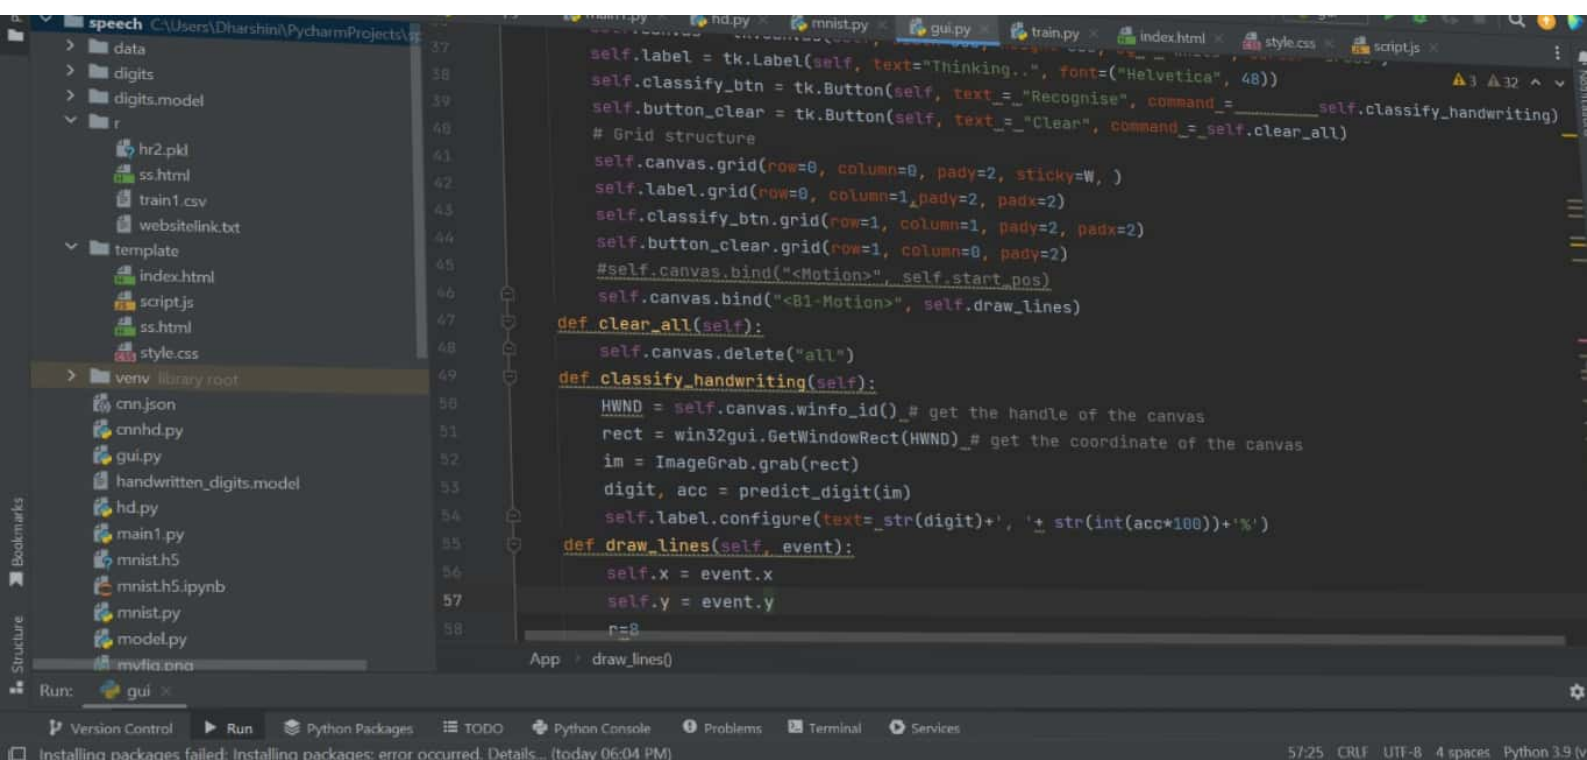 speech C:\Users\Dharshini\PycharmProjects\sp
data
digits
digits.model
r
hr2.pkl
ss.html
train1.csv
websitelink.txt
template
index.html
script.js
ss.html
style.css
venv library root
cnn.json
cnnhd.py
gui.py
handwritten_digits.model
hd.py
main1.py
mnist.h5
mnist.h5.ipynb
mnist.py
model.py
myfig.png
main1.py hd.py mnist.py gui.py train.py index.html style.css script.js
3 32
37 self.label = tk.Label(self, text="Thinking..", font=("Helvetica", 48))
38 self.classify_btn = tk.Button(self, text = "Recognise", command = self.classify_handwriting)
39 self.button_clear = tk.Button(self, text = "Clear", command = self.clear_all)
40 # Grid structure
41 self.canvas.grid(row=0, column=0, pady=2, sticky=W, )
42 self.label.grid(row=0, column=1,pady=2, padx=2)
43 self.classify_btn.grid(row=1, column=1, pady=2, padx=2)
44 self.button_clear.grid(row=1, column=0, pady=2)
45 #self.canvas.bind("<Motion>", self.start_pos)
46 self.canvas.bind("<B1-Motion>", self.draw_lines)
47 def clear_all(self):
48 self.canvas.delete("all")
49 def classify_handwriting(self):
50 HWND = self.canvas.winfo_id() # get the handle of the canvas
51 rect = win32gui.GetWindowRect(HWND) # get the coordinate of the canvas
52 im = ImageGrab.grab(rect)
53 digit, acc = predict_digit(im)
54 self.label.configure(text= str(digit)+', '+ str(int(acc*100))+'%')
55 def draw_lines(self, event):
56 self.x = event.x
57 self.y = event.y
58 r=8
App draw_lines()
Bookmarks
Structure
Run: gui
Version Control Run Python Packages TODO Python Console Problems Terminal Services
Installing packages failed: Installing packages: error occurred. Details... (today 06:04 PM)
57:25 CRLF UTF-8 4 spaces Python 3.9 (v